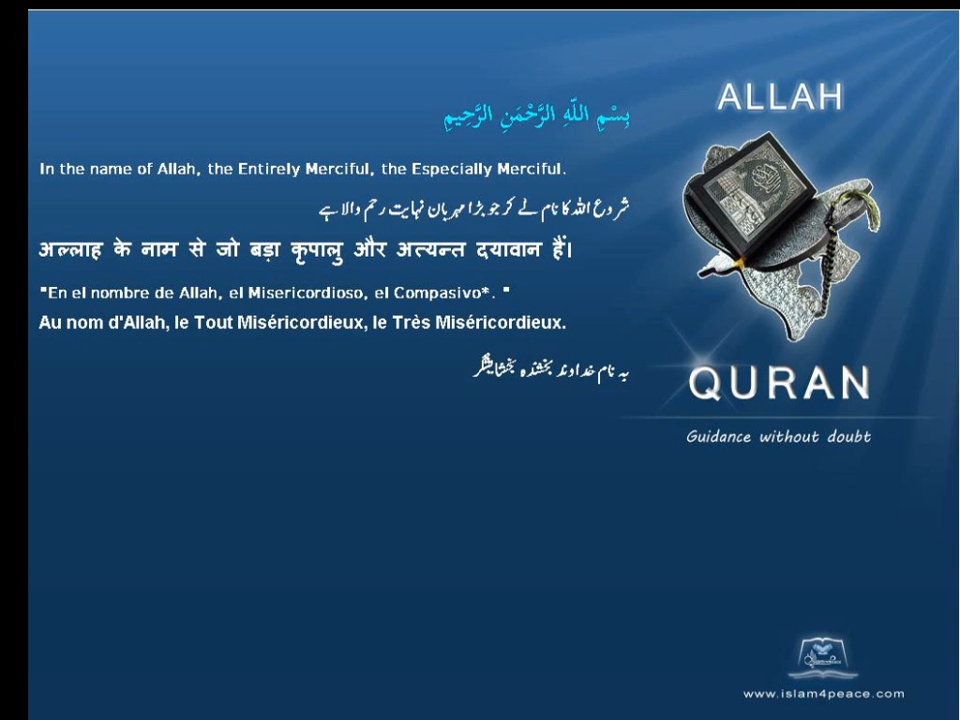 بِسْمِ اللَّهِ الرَّحْمَنِ الرَّحِيمِ
In the name of Allah, the Entirely Merciful, the Especially Merciful.
شروع الله کا نام لے کر جو بڑا مہربان نہایت رحم والا ہے
अल्लाह के नाम से जो बड़ा कृपालु और अत्यन्त दयावान हैं।
"En el nombre de Allah, el Misericordioso, el Compasivo*. "
Au nom d'Allah, le Tout Miséricordieux, le Très Miséricordieux.
به نام خداوند بخشنده بخشایشگر
ALLAH
QURAN
Guidance without doubt
www.islam4peace.com